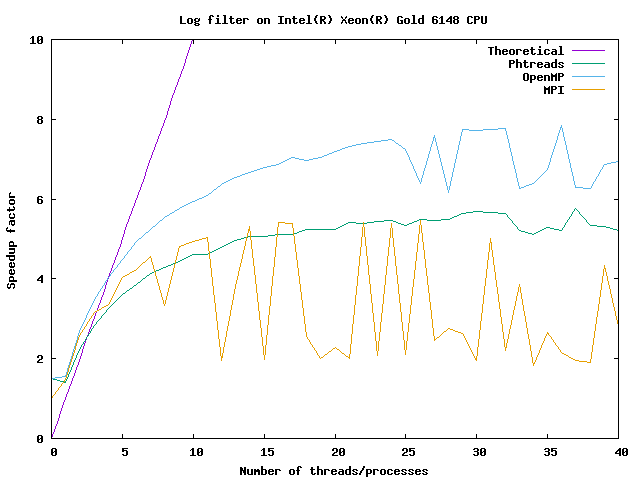 Log filter on Intel(R) Xeon(R) Gold 6148 CPU
10
8
6
4
2
0
Speedup factor
Theoretical
Phtreads
OpenMP
MPI
0 5 10 15 20 25 30 35 40
Number of threads/processes